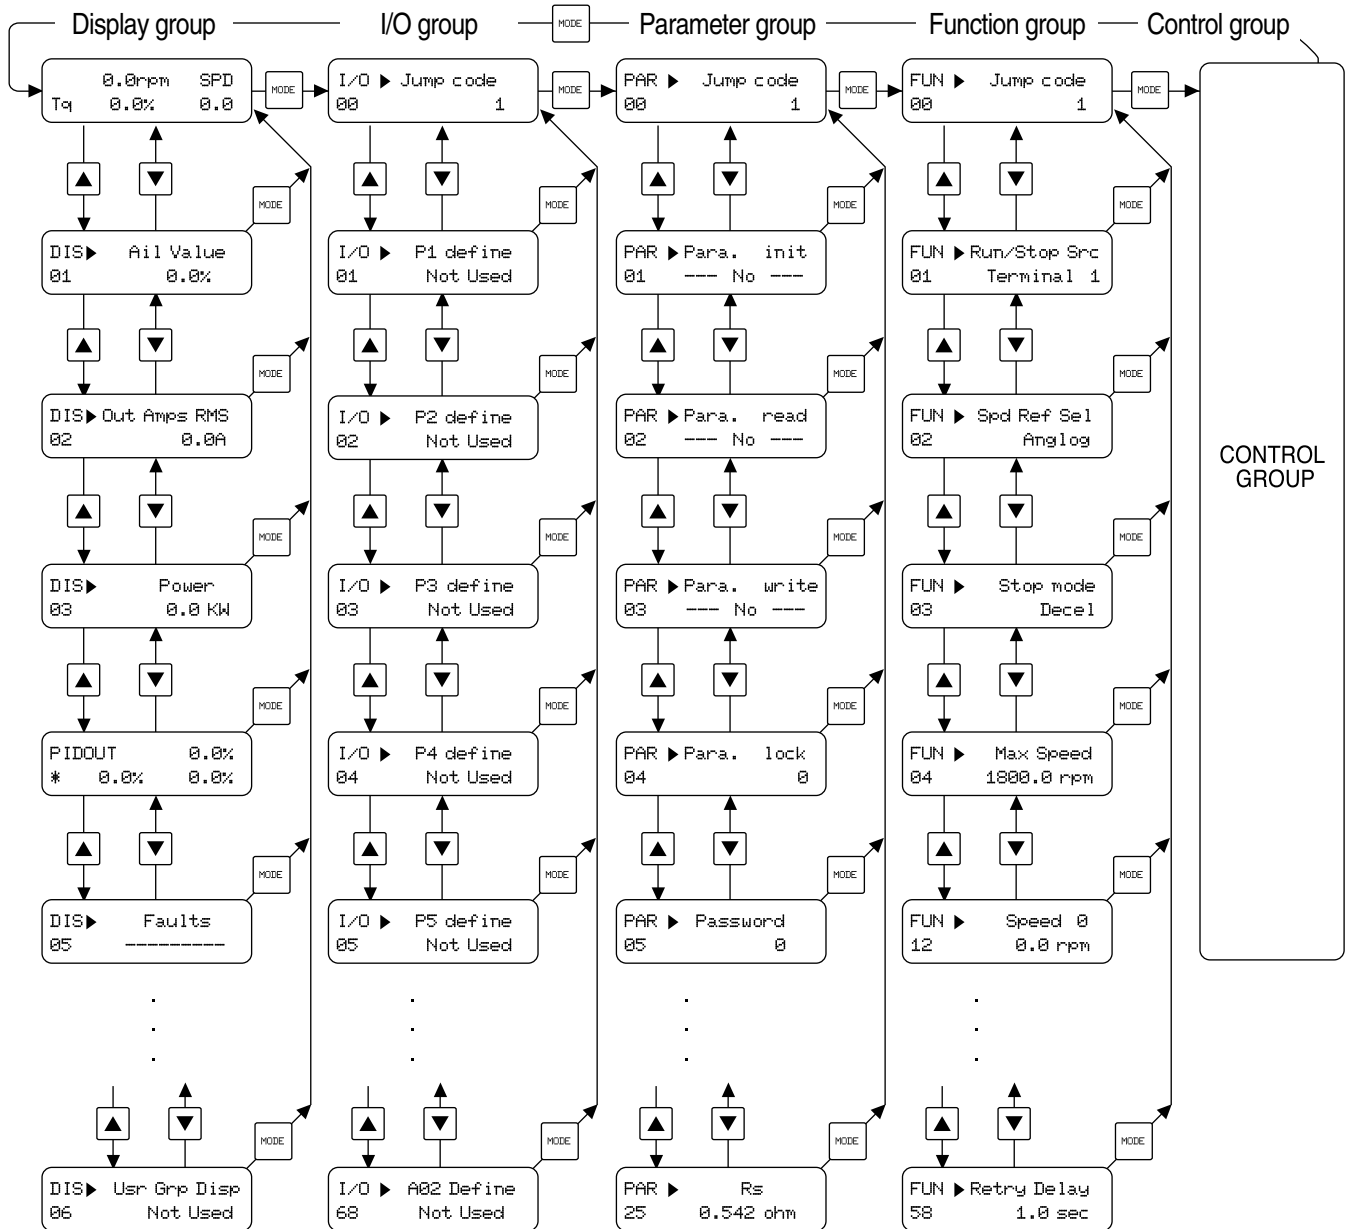 Display group I/O group MODE Parameter group Function group Control group
0.0rpm SPD
Tq 0.0% 0.0
MODE
I/O ▶ Jump code
00 1
MODE
PAR ▶ Jump code
00 1
MODE
FUN ▶ Jump code
00 1
MODE
▲ ▼ MODE ▲ ▼ MODE ▲ ▼ MODE ▲ ▼ MODE
DIS▶ Ail Value
01 0.0%
I/O ▶ P1 define
01 Not Used
PAR ▶Para. init
01 --- No ---
FUN ▶Run/Stop Src
01 Terminal 1
▲ ▼ MODE ▲ ▼ MODE ▲ ▼ MODE ▲ ▼ MODE
DIS▶Out Amps RMS
02 0.0A
I/O ▶ P2 define
02 Not Used
PAR ▶Para. read
02 --- No ---
FUN ▶ Spd Ref Sel
02 Anglog
CONTROL
GROUP
▲ ▼ MODE ▲ ▼ MODE ▲ ▼ MODE ▲ ▼ MODE
DIS▶ Power
03 0.0 KW
I/O ▶ P3 define
03 Not Used
PAR ▶Para. write
03 --- No ---
FUN ▶ Stop mode
03 Decel
▲ ▼ MODE ▲ ▼ MODE ▲ ▼ MODE ▲ ▼ MODE
PIDOUT 0.0%
* 0.0% 0.0%
I/O ▶ P4 define
04 Not Used
PAR ▶Para. lock
04 0
FUN ▶ Max Speed
04 1800.0 rpm
▲ ▼ MODE ▲ ▼ MODE ▲ ▼ MODE ▲ ▼ MODE
DIS▶ Faults
05 ---------
I/O ▶ P5 define
05 Not Used
PAR ▶ Password
05 0
FUN ▶ Speed 0
12 0.0 rpm
. . . .
. . . .
. . . .
▲ ▼ MODE ▲ ▼ MODE ▲ ▼ MODE ▲ ▼ MODE
DIS▶ Usr Grp Disp
06 Not Used
I/O ▶ A02 Define
68 Not Used
PAR ▶ Rs
25 0.542 ohm
FUN ▶Retry Delay
58 1.0 sec